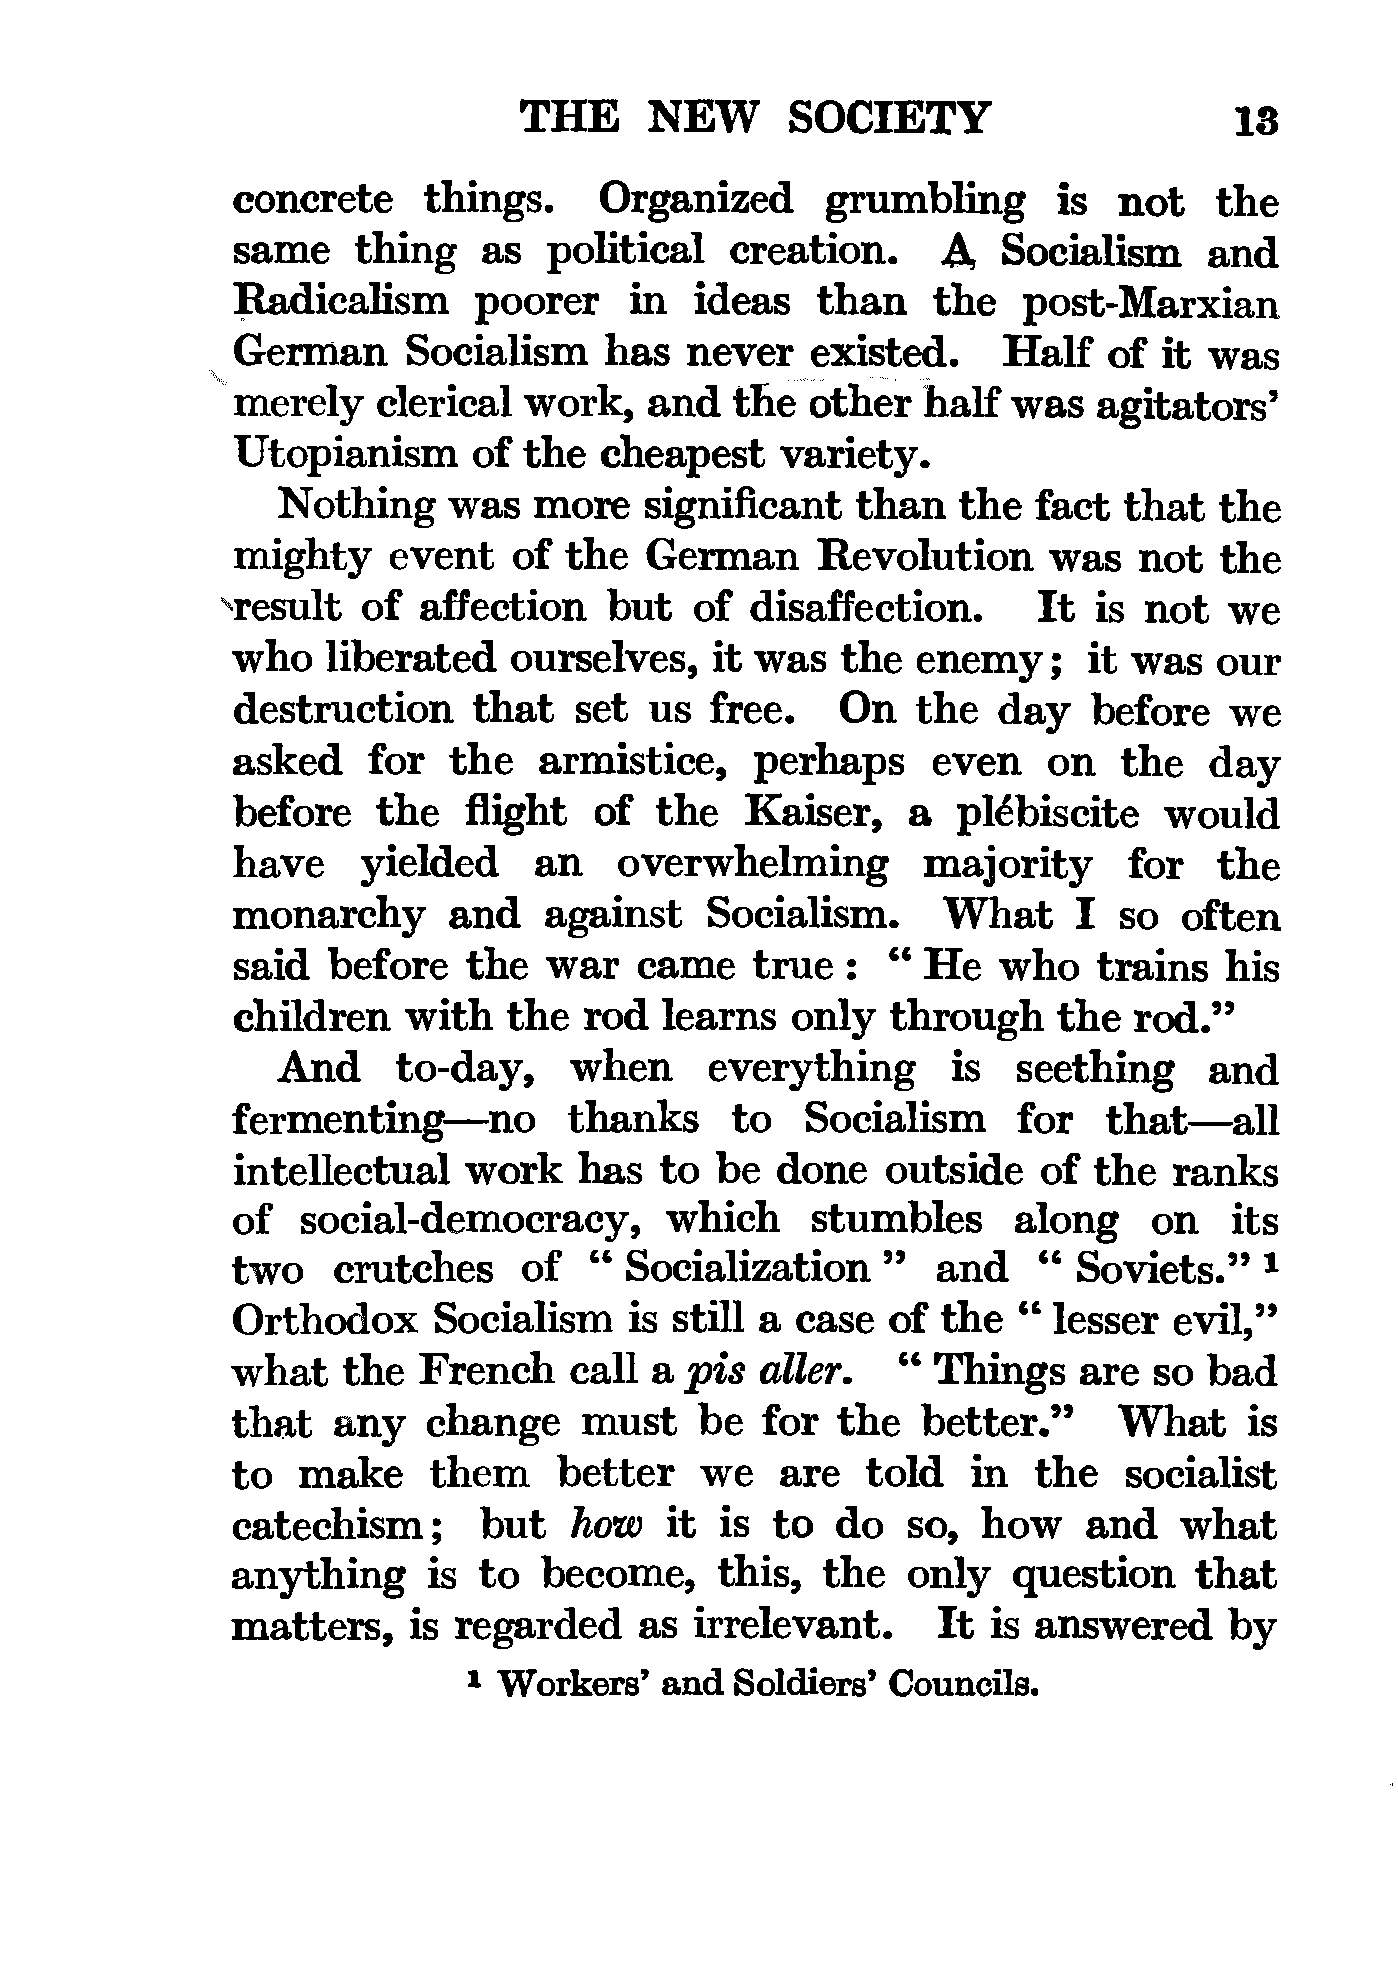 THE NEW SOCIETY 13
concrete things. Organized grumbling is not the
same thing as political creation. A Socialism and
Radicalism poorer in ideas than the post-Marxian
German Socialism has never existed. Half of it was
merely clerical work, and the other half was agitators’
Utopianism of the cheapest variety.
Nothing was more significant than the fact that the
mighty event of the German Revolution was not the
result of affection but of disaffection. It is not we
who liberated ourselves, it was the enemy; it was our
destruction that set us free. On the day before we
asked for the armistice, perhaps even on the day
before the flight of the Kaiser, a plébiscite would
have yielded an overwhelming majority for the
monarchy and against Socialism. What I so often
said before the war came true: “ He who trains his
children with the rod learns only through the rod.”
And to-day, when everything is seething and
fermenting—no thanks to Socialism for that—all
intellectual work has to be done outside of the ranks
of social-democracy, which stumbles along on its
two crutches of “ Socialization ” and “ Soviets.” ¹
Orthodox Socialism is still a case of the “ lesser evil,”
what the French call a pis aller. “ Things are so bad
that any change must be for the better.” What is
to make them better we are told in the socialist
catechism; but how it is to do so, how and what
anything is to become, this, the only question that
matters, is regarded as irrelevant. It is answered by
¹ Workers’ and Soldiers’ Councils.